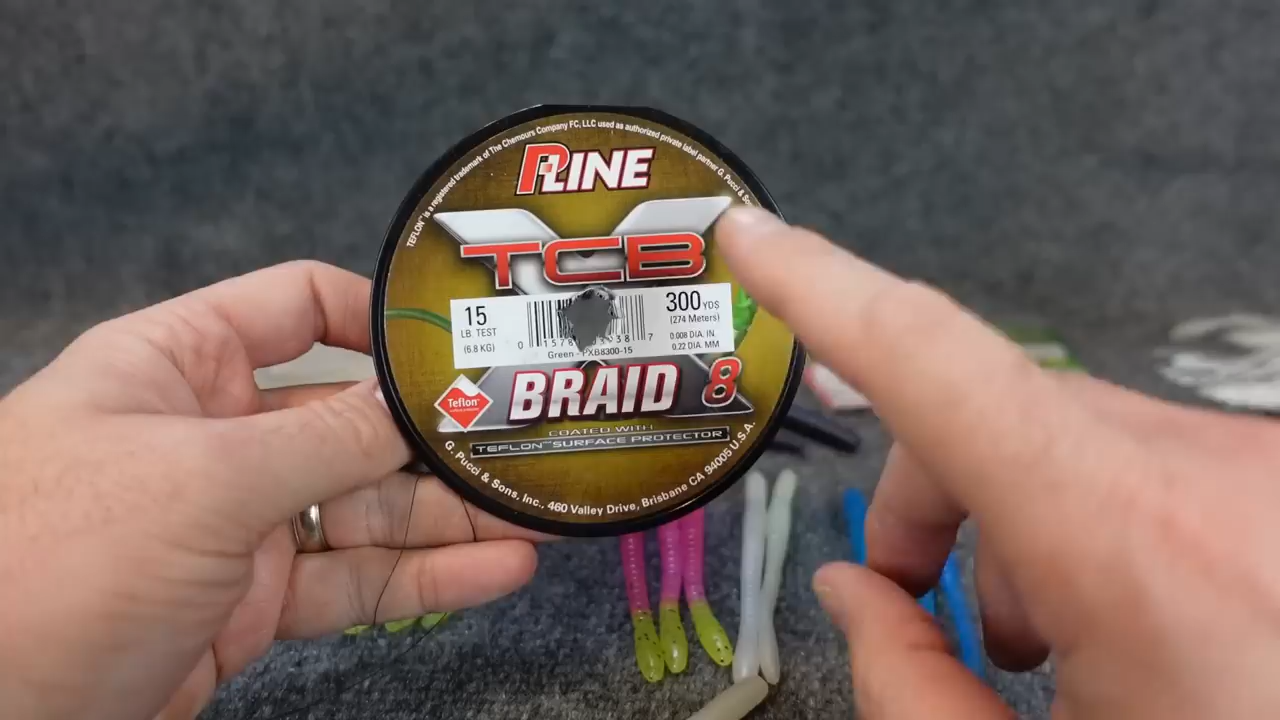 TEFLON™ is a registered trademark of The Chemours Company FC, LLC used as authorized private label partner G. Pucci &
P-LINE
X
TCB
15
LB. TEST
(6.8 KG)
300 YDS
(274 Meters)
0.008 DIA. IN.
0.22 DIA. MM
Green - PXB8300-15
BRAID 8
Teflon™
COATED WITH
TEFLON™ SURFACE PROTECTOR
G. Pucci & Sons, Inc., 460 Valley Drive, Brisbane CA 94005 U.S.A.